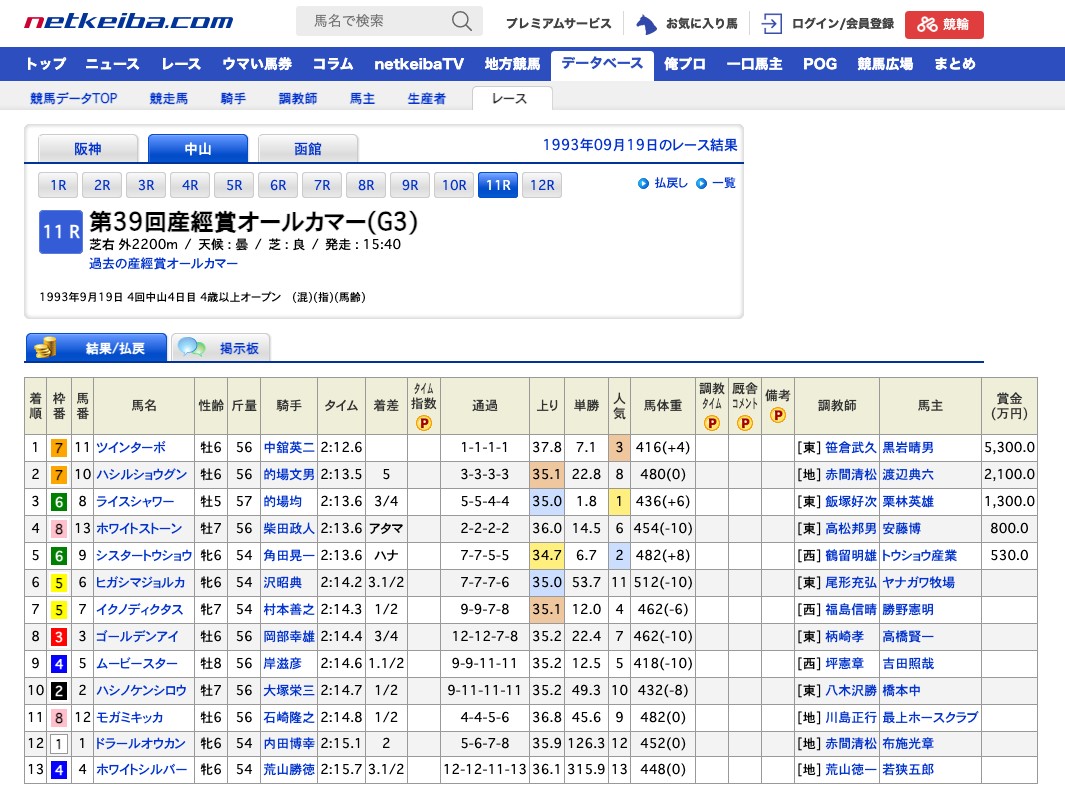 netkeiba.com 馬名で検索 プレミアムサービス お気に入り馬 ログイン/会員登録 競輪
トップ ニュース レース ウマい馬券 コラム netkeibaTV 地方競馬 データベース 俺プロ 一口馬主 POG 競馬広場 まとめ
競馬データTOP 競走馬 騎手 調教師 馬主 生産者 レース
阪神 中山 函館 1993年09月19日のレース結果
1R 2R 3R 4R 5R 6R 7R 8R 9R 10R 11R 12R 払戻し 一覧
11 R 第39回産經賞オールカマー(G3)
芝右 外2200m / 天候 : 曇 / 芝 : 良 / 発走 : 15:40
過去の産經賞オールカマー
1993年9月19日 4回中山4日目 4歳以上オープン (混)(指)(馬齢)
結果/払戻 掲示板
着順 枠番 馬番 馬名 性齢 斤量 騎手 タイム 着差 タイム指数 P 通過 上り 単勝 人気 馬体重 調教タイム P 厩舎コメント P 備考 P 調教師 馬主 賞金(万円)
1 7 11 ツインターボ 牡6 56 中舘英二 2:12.6 1-1-1-1 37.8 7.1 3 416(+4) [東] 笹倉武久 黒岩晴男 5,300.0
2 7 10 ハシルショウグン 牡6 56 的場文男 2:13.5 5 3-3-3-3 35.1 22.8 8 480(0) [地] 赤間清松 渡辺典六 2,100.0
3 6 8 ライスシャワー 牡5 57 的場均 2:13.6 3/4 5-5-4-4 35.0 1.8 1 436(+6) [東] 飯塚好次 栗林英雄 1,300.0
4 8 13 ホワイトストーン 牡7 56 柴田政人 2:13.6 アタマ 2-2-2-2 36.0 14.5 6 454(-10) [東] 高松邦男 安藤博 800.0
5 6 9 シスタートウショウ 牝6 54 角田晃一 2:13.6 ハナ 7-7-5-5 34.7 6.7 2 482(+8) [西] 鶴留明雄 トウショウ産業 530.0
6 5 6 ヒガシマジョルカ 牝6 54 沢昭典 2:14.2 3.1/2 7-7-7-6 35.0 53.7 11 512(-10) [東] 尾形充弘 ヤナガワ牧場
7 5 7 イクノディクタス 牝7 54 村本善之 2:14.3 1/2 9-9-7-8 35.1 12.0 4 462(-6) [西] 福島信晴 勝野憲明
8 3 3 ゴールデンアイ 牡6 56 岡部幸雄 2:14.4 3/4 12-12-7-8 35.2 22.4 7 462(-10) [東] 柄崎孝 高橋賢一
9 4 5 ムービースター 牡8 56 岸滋彦 2:14.6 1.1/2 9-9-11-11 35.2 12.5 5 418(-10) [西] 坪憲章 吉田照哉
10 2 2 ハシノケンシロウ 牡7 56 大塚栄三 2:14.7 1/2 9-11-11-11 35.2 49.3 10 432(-8) [東] 八木沢勝 橋本中
11 8 12 モガミキッカ 牡6 56 石崎隆之 2:14.8 1/2 4-4-5-6 36.8 45.6 9 482(0) [地] 川島正行 最上ホースクラブ
12 1 1 ドラールオウカン 牝6 54 内田博幸 2:15.1 2 5-6-7-8 35.9 126.3 12 452(0) [地] 赤間清松 布施光章
13 4 4 ホワイトシルバー 牝6 54 荒山勝徳 2:15.7 3.1/2 12-12-11-13 36.1 315.9 13 448(0) [地] 荒山徳一 若狭五郎